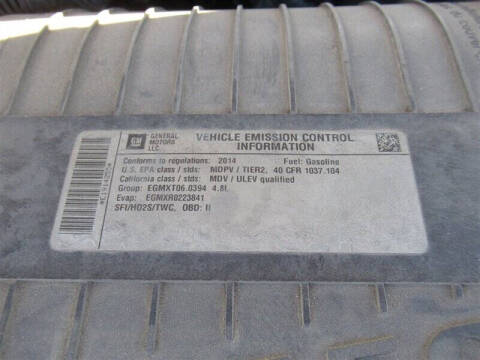 GM
GENERAL
MOTORS
LLC.
VEHICLE EMISSION CONTROL
INFORMATION
Conforms to regulations: 2014 Fuel: Gasoline
U.S. EPA class / stds: MDPV / TIER2, 40 CFR 1037.104
California class / stds: MDV / ULEV qualified
Group: EGMXT06.0394 4.8L
Evap: EGMXR0223841
SFI/HO2S/TWC, OBD: II